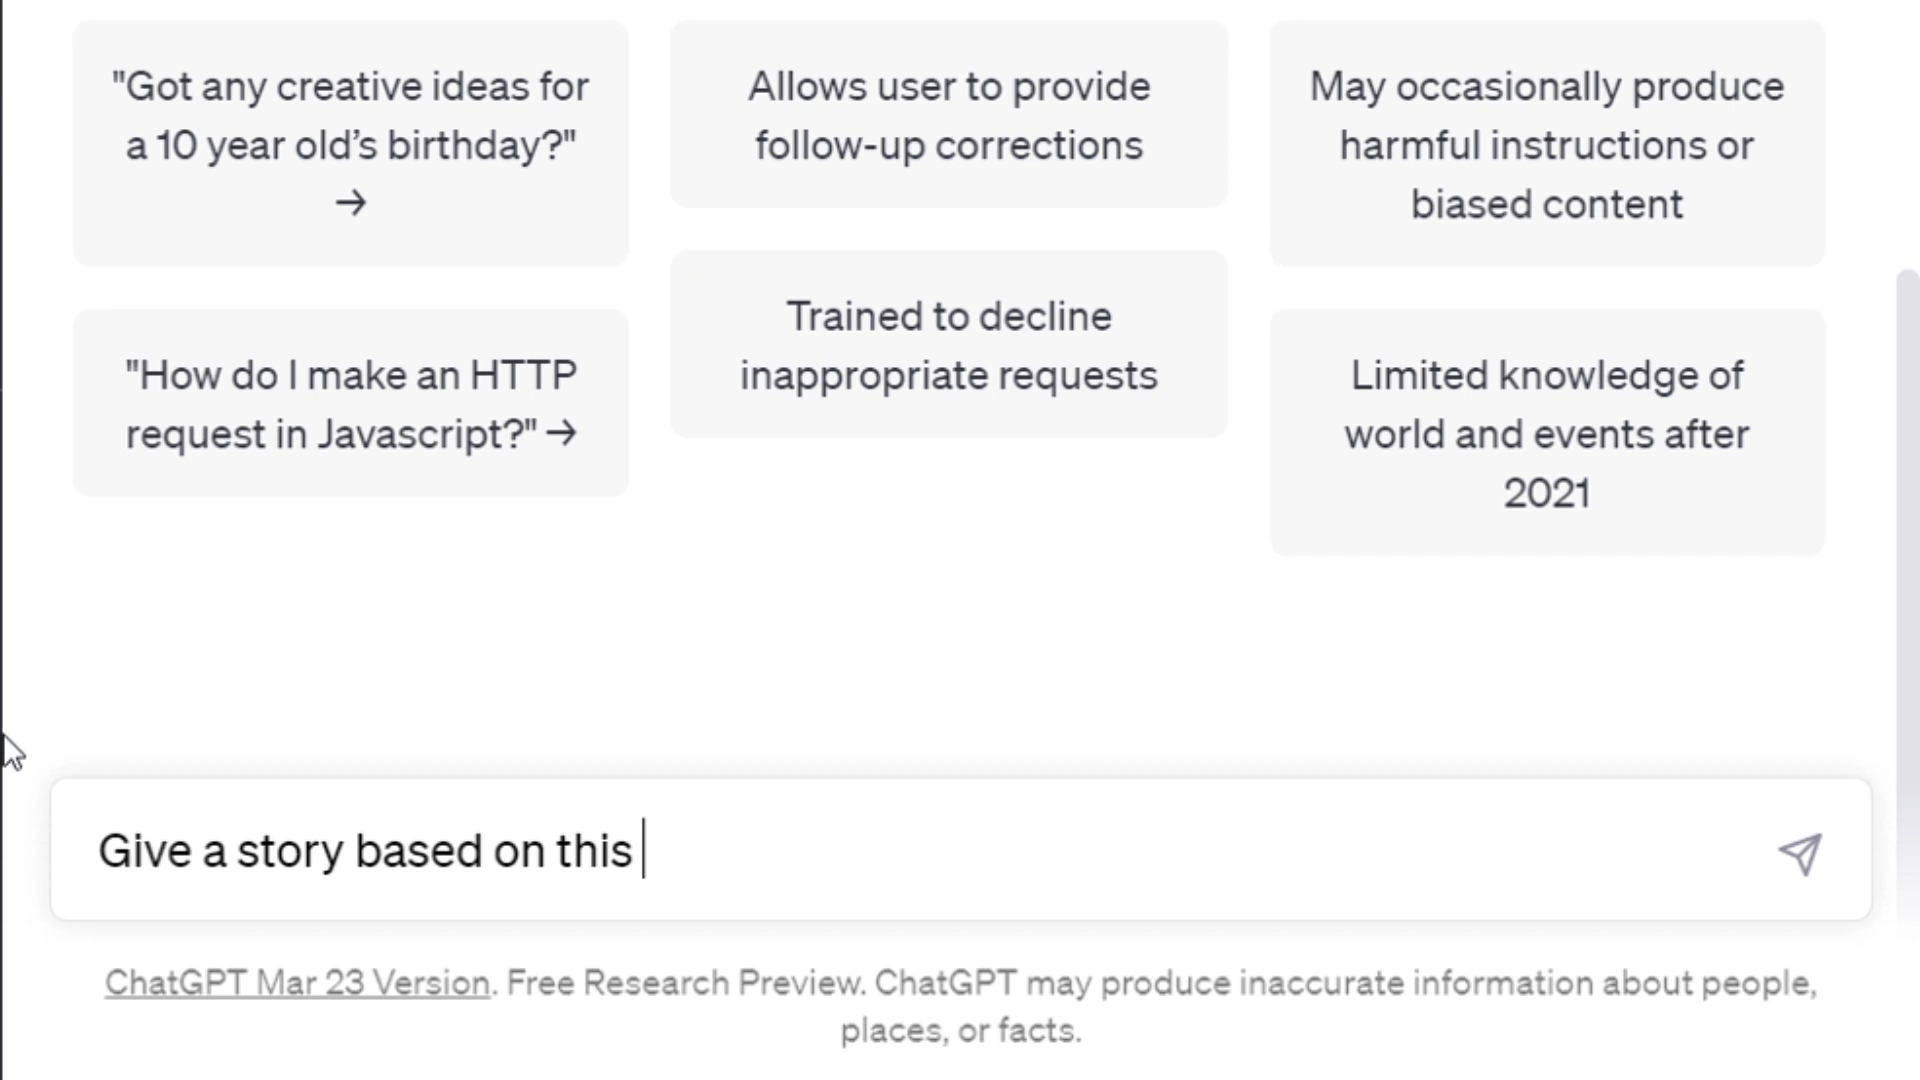 "Got any creative ideas for
a 10 year old’s birthday?"
→
"How do I make an HTTP
request in Javascript?" →
Allows user to provide
follow-up corrections
Trained to decline
inappropriate requests
May occasionally produce
harmful instructions or
biased content
Limited knowledge of
world and events after
2021
Give a story based on this
ChatGPT Mar 23 Version. Free Research Preview. ChatGPT may produce inaccurate information about people,
places, or facts.